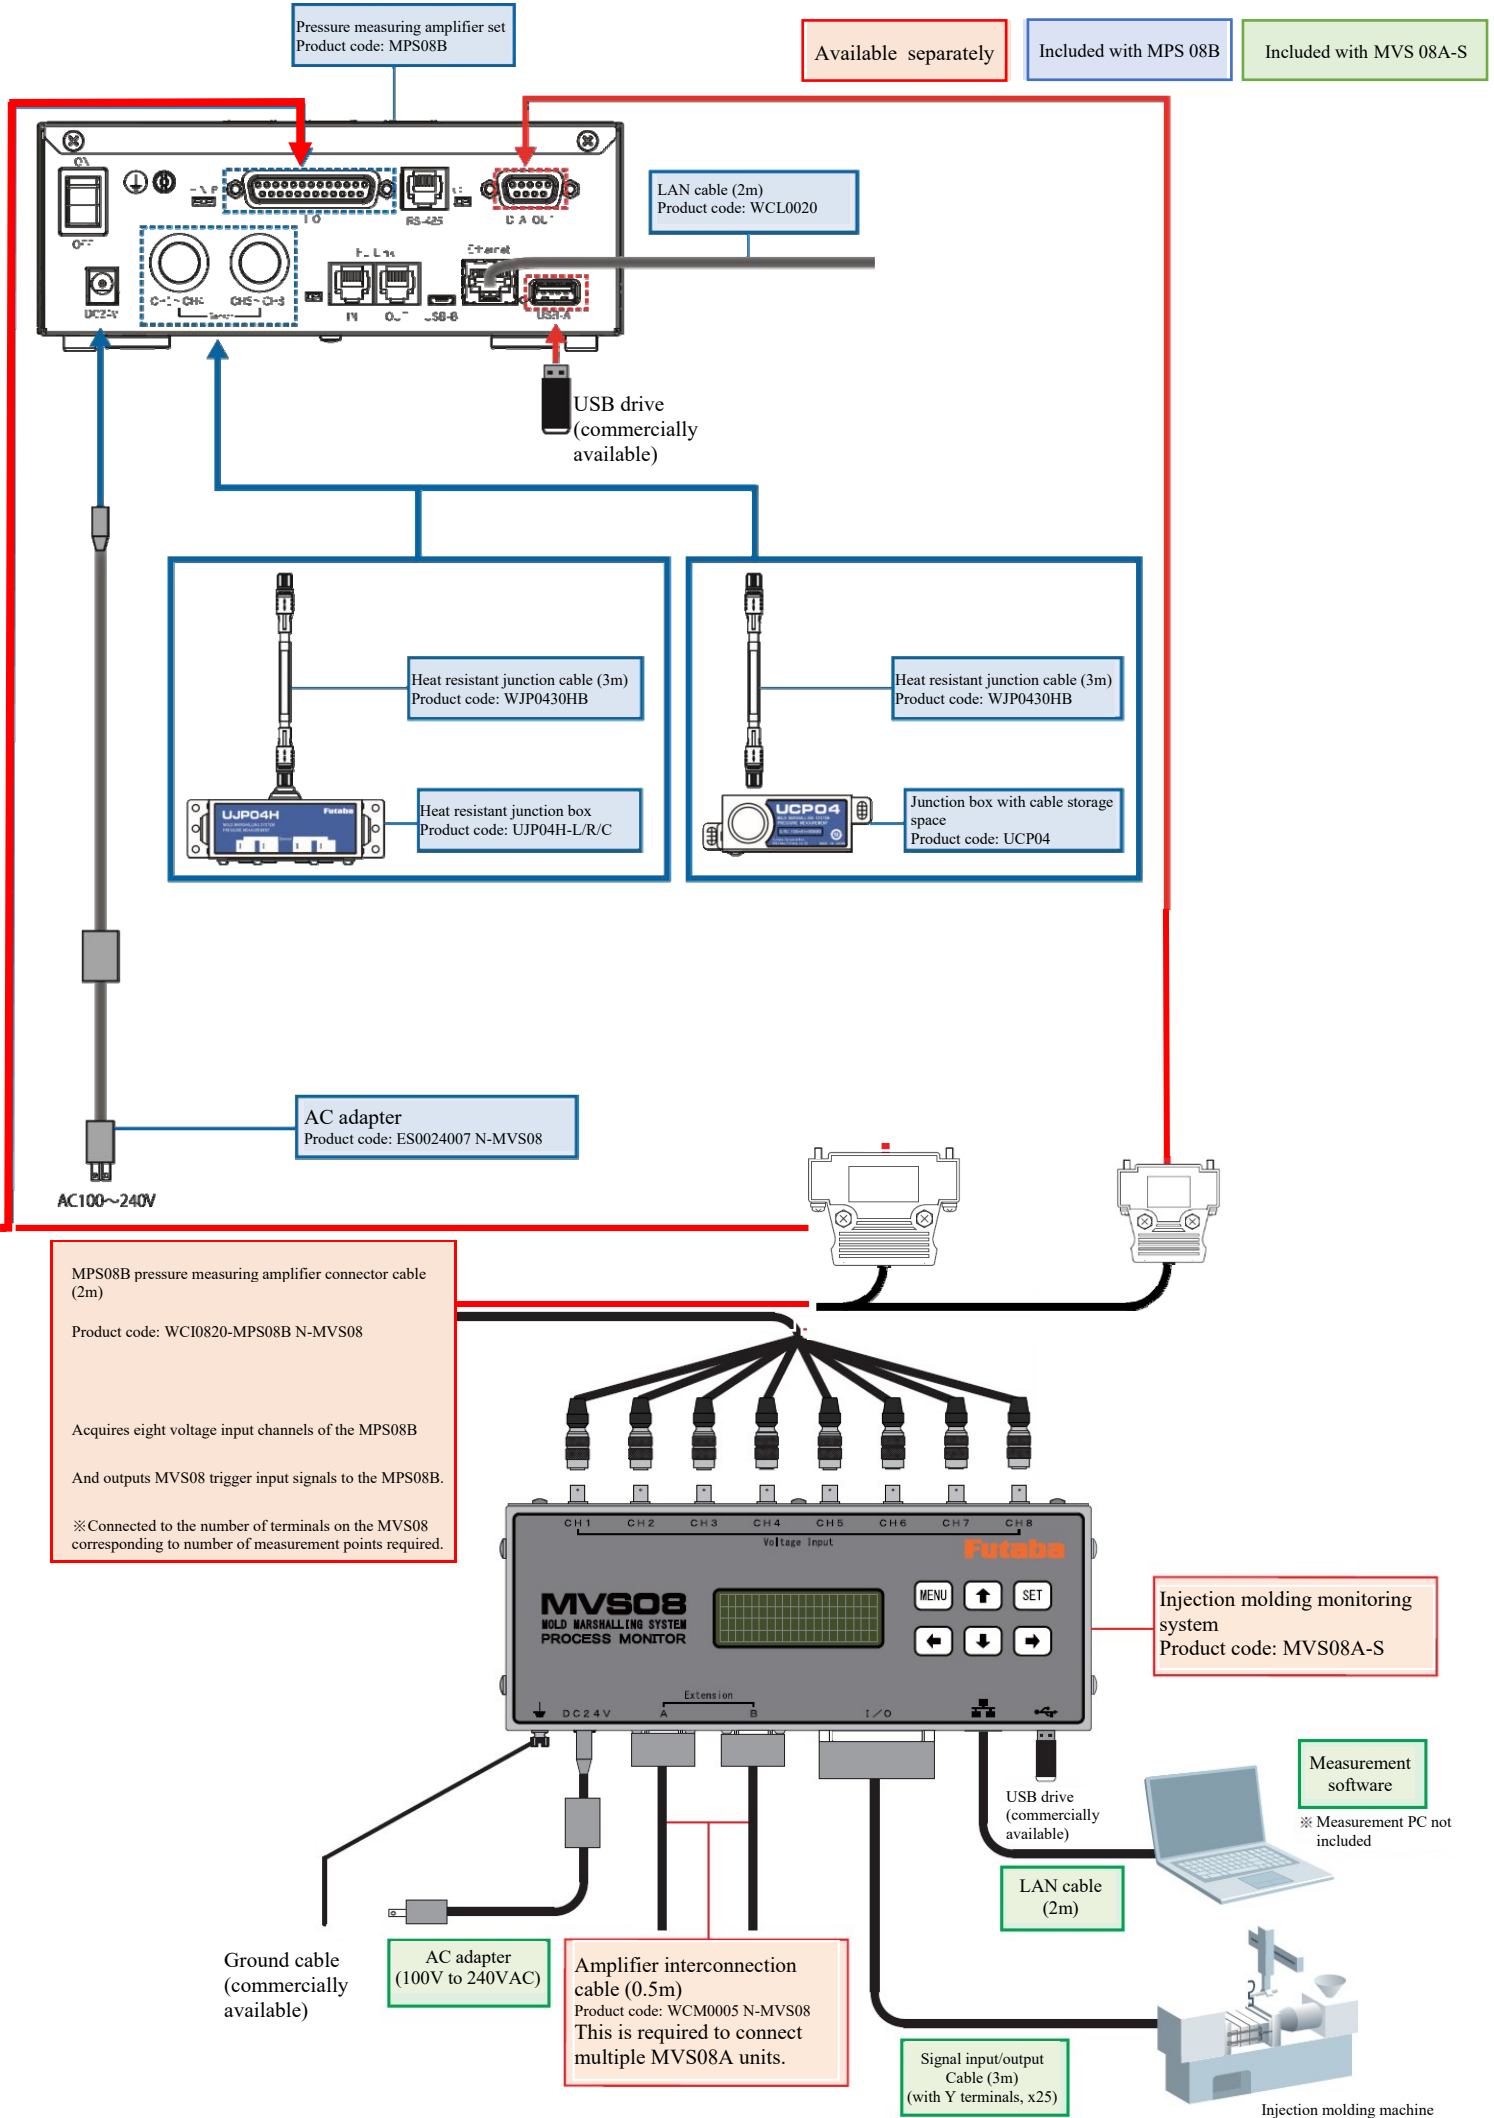 Pressure measuring amplifier set
Product code: MPS08B
Available separately
Included with MPS 08B
Included with MVS 08A-S
OFF
RS-485
IN
USB-A
LAN cable (2m)
Product code: WCL0020
USB drive
(commercially
available)
Heat resistant junction cable (3m)
Product code: WJP0430HB
Heat resistant junction box
Product code: UJP04H-L/R/C
UJP04H
Futaba
MOLD MARSHALLING SYSTEM
PRESSURE MEASUREMENT
Heat resistant junction cable (3m)
Product code: WJP0430HB
UCP04
Junction box with cable storage
space
Product code: UCP04
AC adapter
Product code: ES0024007 N-MVS08
AC100～240V
MPS08B pressure measuring amplifier connector cable
(2m)
Product code: WCI0820-MPS08B N-MVS08
Acquires eight voltage input channels of the MPS08B
And outputs MVS08 trigger input signals to the MPS08B.
※Connected to the number of terminals on the MVS08
corresponding to number of measurement points required.
CH1 CH2 CH3 CH4 CH5 CH6 CH7 CH8
Voltage Input
Futaba
MVS08
MOLD MARSHALLING SYSTEM
PROCESS MONITOR
MENU
SET
Extension
DC24V A B I/O
Injection molding monitoring
system
Product code: MVS08A-S
USB drive
(commercially
available)
Measurement
software
※ Measurement PC not
included
LAN cable
(2m)
Ground cable
(commercially
available)
AC adapter
(100V to 240VAC)
Amplifier interconnection
cable (0.5m)
Product code: WCM0005 N-MVS08
This is required to connect
multiple MVS08A units.
Signal input/output
Cable (3m)
(with Y terminals, x25)
Injection molding machine